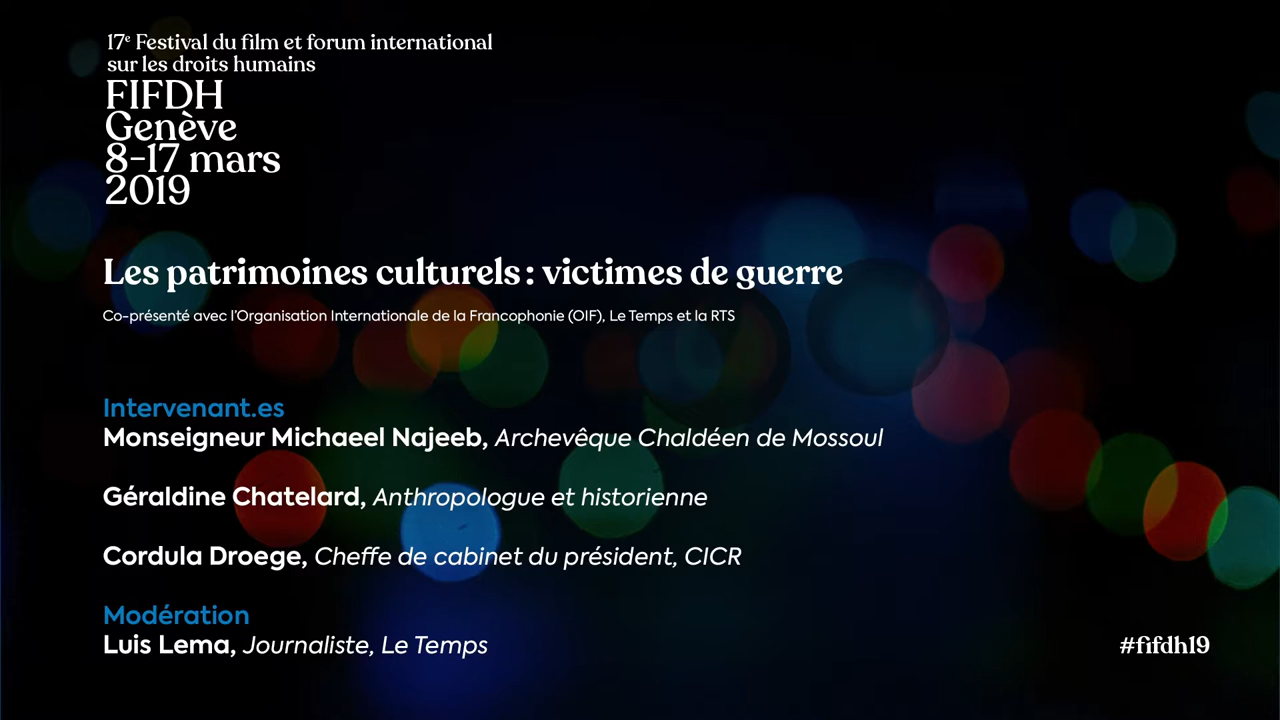 17e Festival du film et forum international
sur les droits humains
FIFDH
Genève
8-17 mars
2019
Les patrimoines culturels : victimes de guerre
Co-présenté avec l'Organisation Internationale de la Francophonie (OIF), Le Temps et la RTS
Intervenant.es
Monseigneur Michaeel Najeeb, Archevêque Chaldéen de Mossoul
Géraldine Chatelard, Anthropologue et historienne
Cordula Droege, Cheffe de cabinet du président, CICR
Modération
Luis Lema, Journaliste, Le Temps
#fifdh19